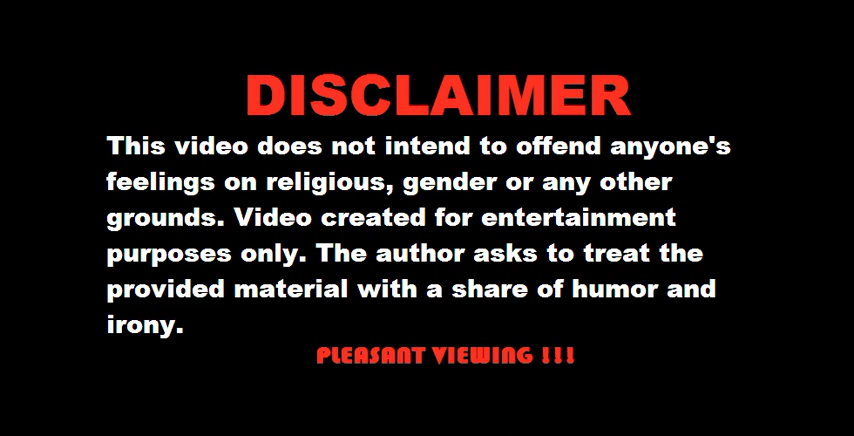 DISCLAIMER
This video does not intend to offend anyone's
feelings on religious, gender or any other
grounds. Video created for entertainment
purposes only. The author asks to treat the
provided material with a share of humor and
irony.
PLEASANT VIEWING !!!